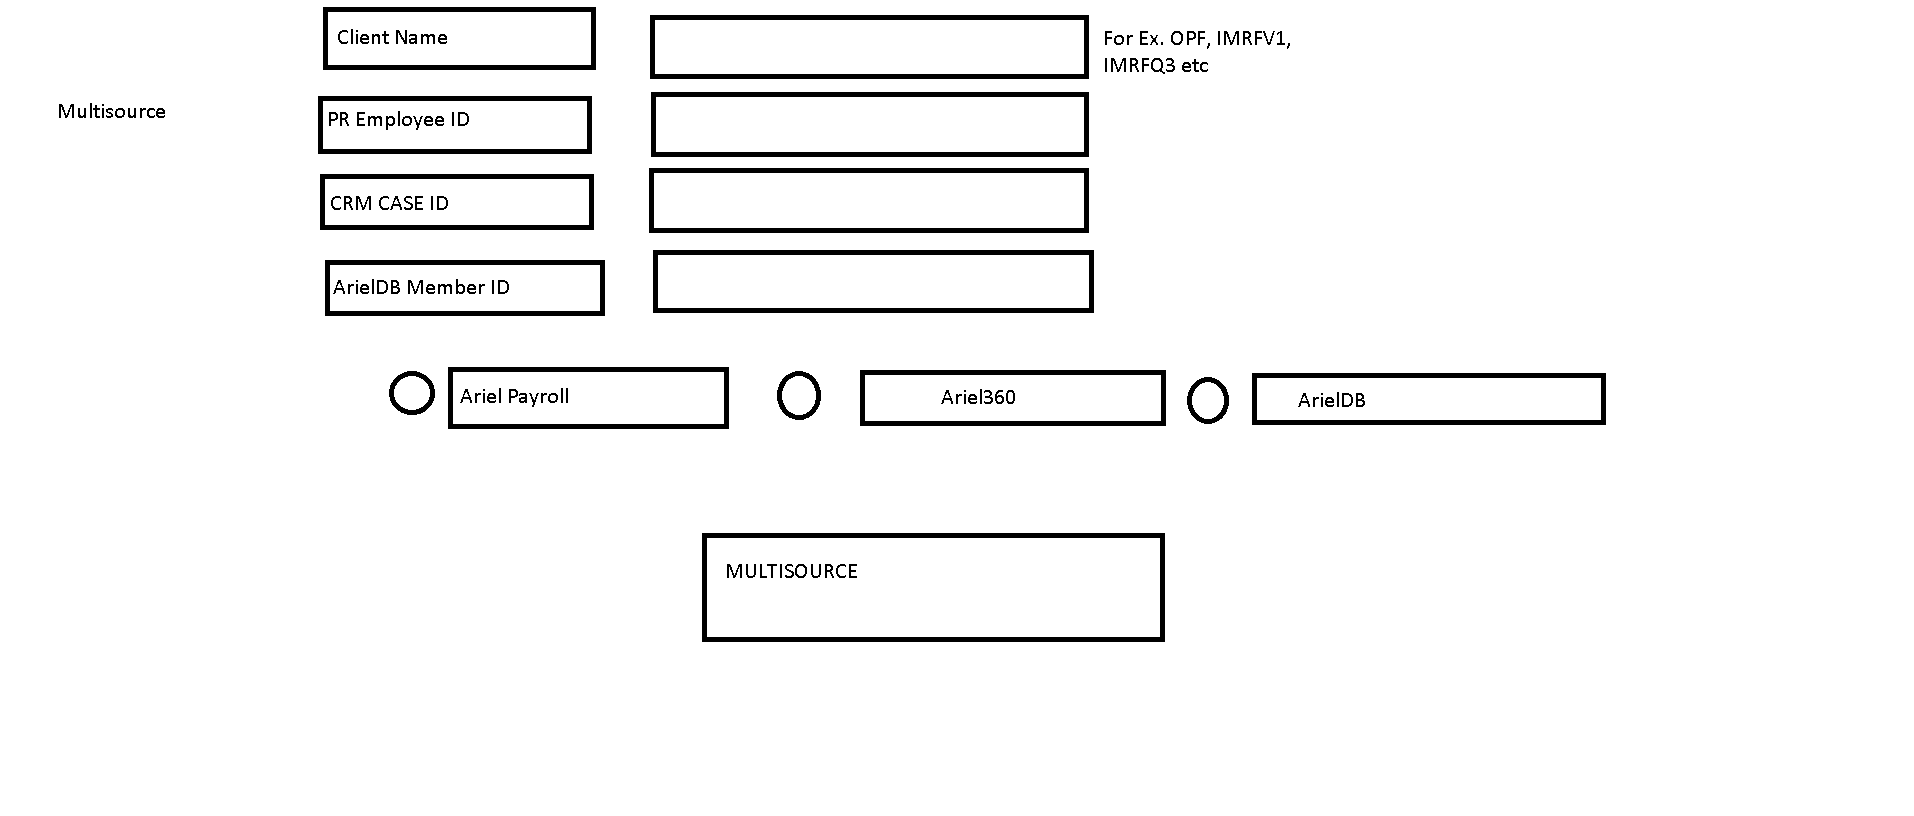 Client Name
For Ex. OPF, IMRFV1,
IMRFQ3 etc
Multisource
PR Employee ID
CRM CASE ID
ArielDB Member ID
Ariel Payroll
Ariel360
ArielDB
MULTISOURCE